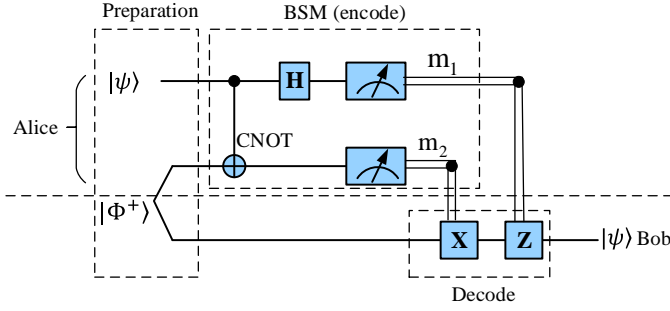 Preparation
BSM (encode)
|ψ⟩
H
m₁
Alice
CNOT
m₂
|Φ⁺⟩
X
Z
|ψ⟩ Bob
Decode